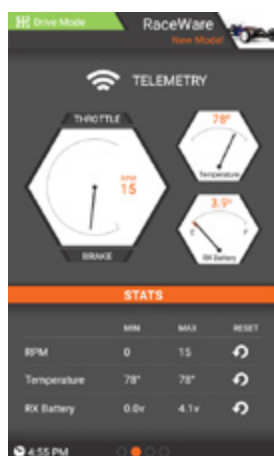 Drive Mode
RaceWare
New Model
TELEMETRY
THROTTLE
RPM
15
BRAKE
78°
Temperature
3.9v
E F
RX Battery
STATS
MIN MAX RESET
RPM 0 15
Temperature 78° 78°
RX Battery 0.0v 4.1v
4:55 PM